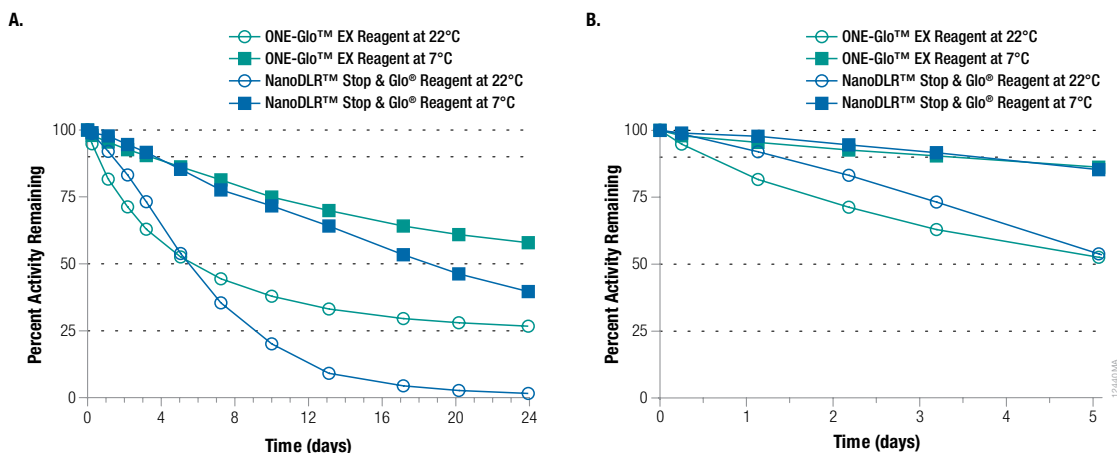 A.
ONE-Glo™ EX Reagent at 22°C
ONE-Glo™ EX Reagent at 7°C
NanoDLR™ Stop & Glo® Reagent at 22°C
NanoDLR™ Stop & Glo® Reagent at 7°C
Percent Activity Remaining
100
75
50
25
0
0 4 8 12 16 20 24
Time (days)
B.
ONE-Glo™ EX Reagent at 22°C
ONE-Glo™ EX Reagent at 7°C
NanoDLR™ Stop & Glo® Reagent at 22°C
NanoDLR™ Stop & Glo® Reagent at 7°C
Percent Activity Remaining
100
75
50
25
0
0 1 2 3 4 5
Time (days)
12440MA